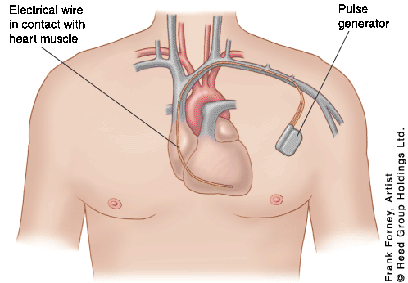 Electrical wire
in contact with
heart muscle
Pulse
generator
Frank Forney, Artist
© Reed Group Holdings Ltd.